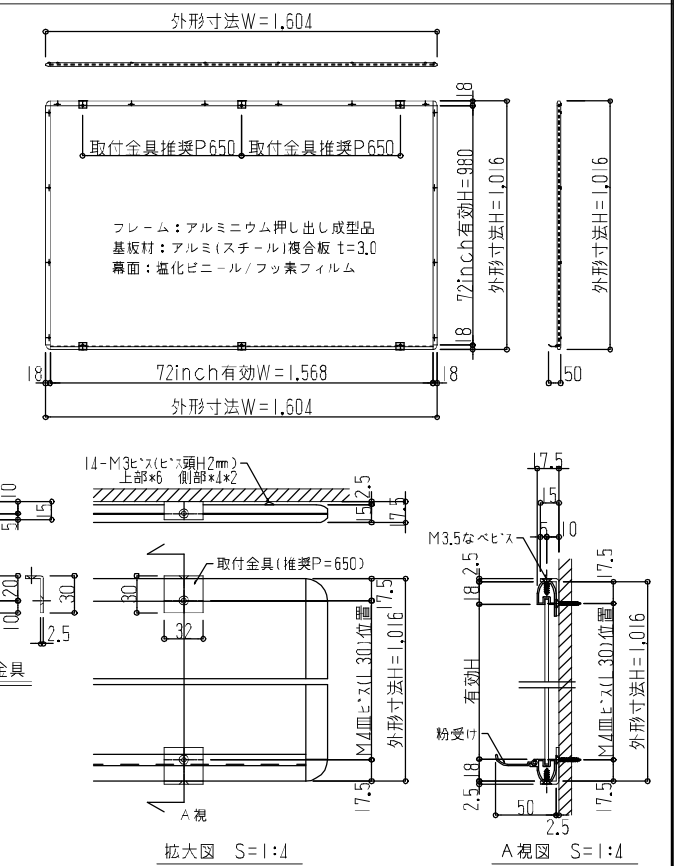 外形寸法W=1,604
18
取付金具推奨P650
取付金具推奨P650
72inch有効H=980
外形寸法H=1,016
外形寸法H=1,016
フレーム：アルミニウム押し出し成型品
基板材：アルミ(スチール)複合板 t=3.0
幕面：塩化ビニール/フッ素フィルム
18
18
72inch有効W=1,568
18
50
外形寸法W=1,604
14-M3ビス(ビス頭H2mm)
上部*6 側部*4*2
10
5
15
2.5
15
17.5
取付金具(推奨P=650)
20
10
30
2.5
30
32
17.5
M4皿ビス(L30)位置
外形寸法H=1,016
17.5
金具
A視
拡大図 S=1:4
17.5
15
5
10
M3.5なべビス
2.5
18
17.5
有効H
M4皿ビス(L30)位置
外形寸法H=1,016
粉受け
18
2.5
50
2.5
17.5
A視図 S=1:4